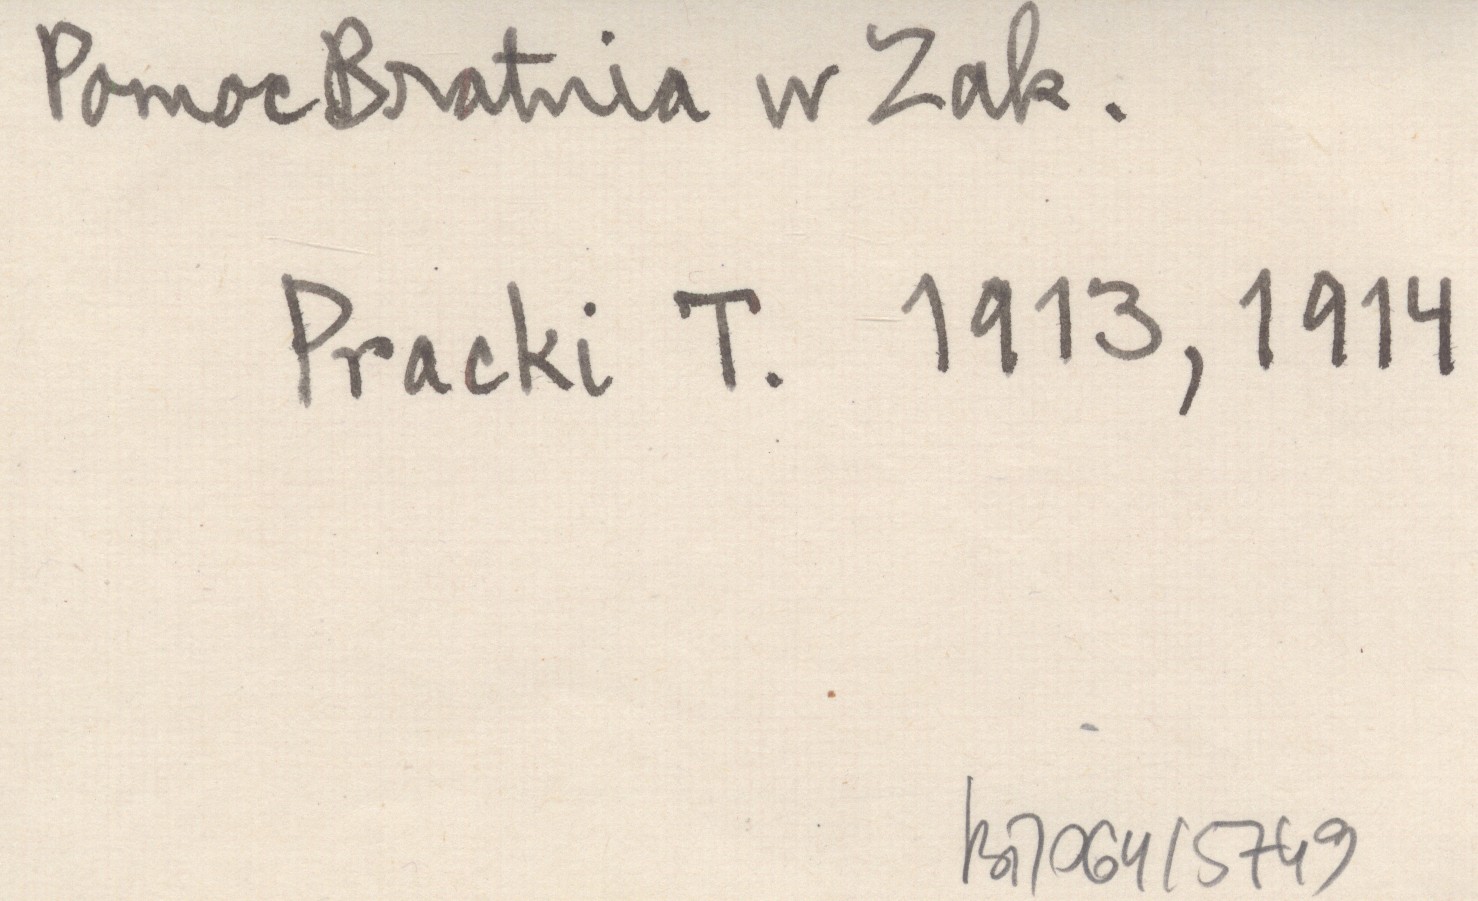 Pomoc Bratnia w Zak.
Pracki T. 1913, 1914